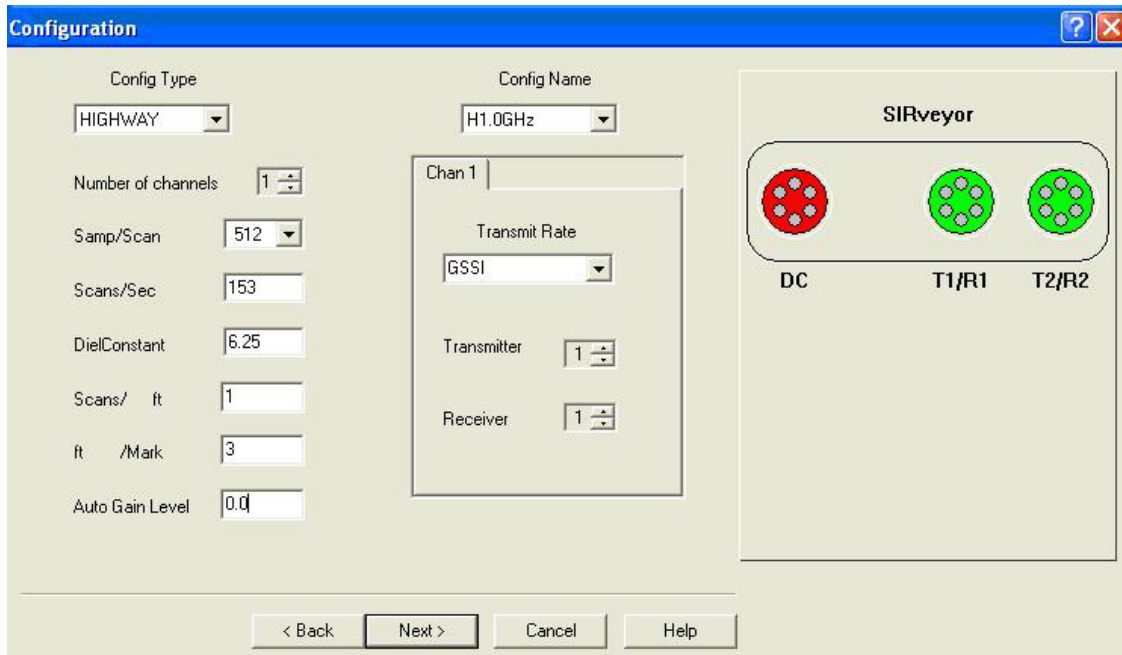 Configuration
Config Type
HIGHWAY
Number of channels 1
Samp/Scan 512
Scans/Sec 153
DielConstant 6.25
Scans/ ft 1
ft /Mark 3
Auto Gain Level 0.0
Config Name
H1.0GHz
Chan 1
Transmit Rate
GSSI
Transmitter 1
Receiver 1
SIRveyor
DC T1/R1 T2/R2
< Back Next > Cancel Help